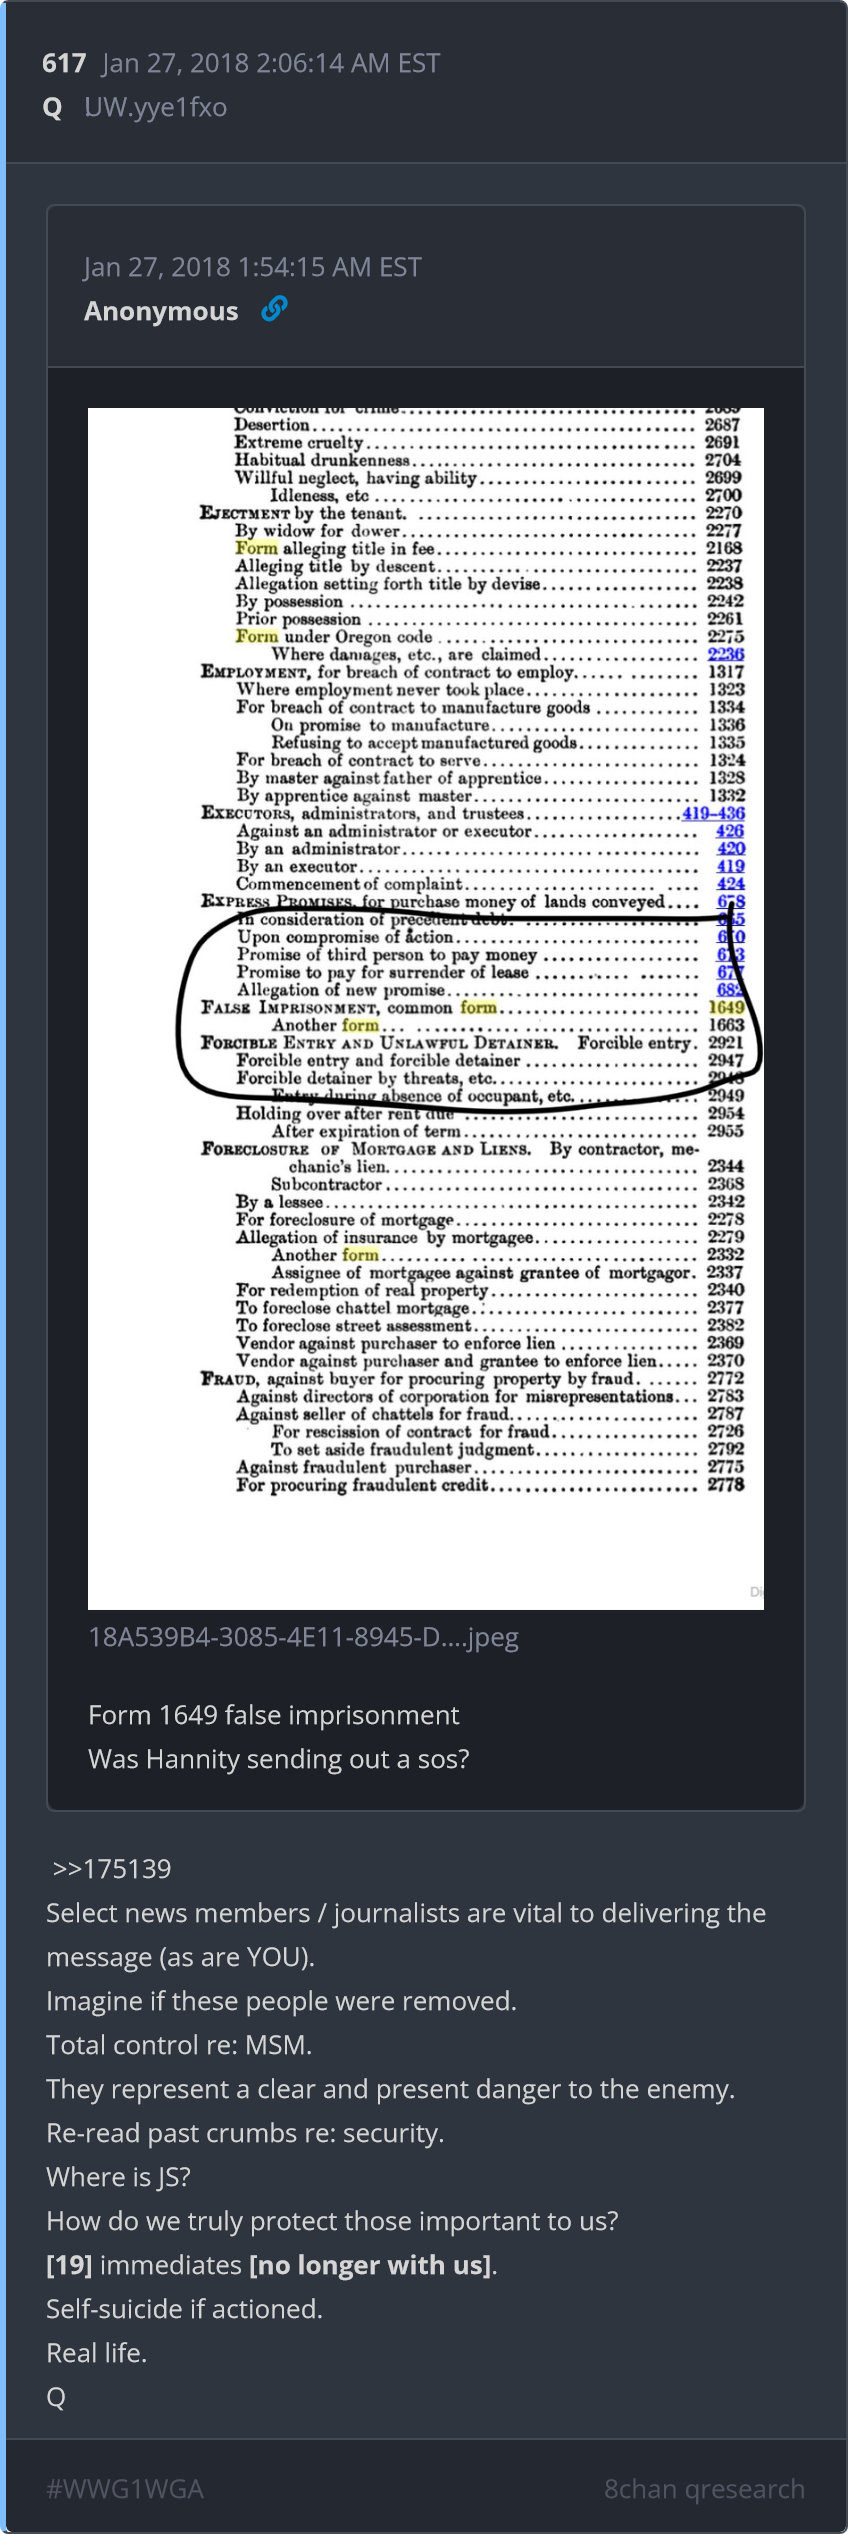 617 Jan 27, 2018 2:06:14 AM EST
Q UW.yye1fxo
Jan 27, 2018 1:54:15 AM EST
Anonymous
Conviction for crime........ 2685
Desertion........ 2687
Extreme cruelty........ 2691
Habitual drunkenness........ 2704
Willful neglect, having ability........ 2699
Idleness, etc ........ 2700
EJECTMENT by the tenant. ........ 2270
By widow for dower........ 2277
Form alleging title in fee........ 2168
Alleging title by descent........ 2237
Allegation setting forth title by devise........ 2238
By possession ........ 2242
Prior possession ........ 2261
Form under Oregon code ........ 2275
Where damages, etc., are claimed........ 2236
EMPLOYMENT, for breach of contract to employ........ 1317
Where employment never took place........ 1323
For breach of contract to manufacture goods ........ 1334
On promise to manufacture........ 1336
Refusing to accept manufactured goods........ 1335
For breach of contract to serve........ 1324
By master against father of apprentice........ 1328
By apprentice against master........ 1332
EXECUTORS, administrators, and trustees........ 419-436
Against an administrator or executor........ 426
By an administrator........ 420
By an executor........ 419
Commencement of complaint........ 424
EXPRESS PROMISES, for purchase money of lands conveyed.... 678
In consideration of precedent debt........
Upon compromise of action........ 670
Promise of third person to pay money ........ 673
Promise to pay for surrender of lease ........ 677
Allegation of new promise........ 682
FALSE IMPRISONMENT, common form........ 1649
Another form........ 1663
FORCIBLE ENTRY AND UNLAWFUL DETAINER. Forcible entry. 2921
Forcible entry and forcible detainer ........ 2947
Forcible detainer by threats, etc........ 2948
Entry during absence of occupant, etc. ........ 2949
Holding over after rent due ........ 2954
After expiration of term........ 2955
FORECLOSURE OF MORTGAGE AND LIENS. By contractor, me-
chanic's lien........ 2344
Subcontractor........ 2368
By a lessee........ 2342
For foreclosure of mortgage........ 2278
Allegation of insurance by mortgagee........ 2279
Another form........ 2332
Assignee of mortgagee against grantee of mortgagor. 2337
For redemption of real property........ 2340
To foreclose chattel mortgage........ 2377
To foreclose street assessment........ 2382
Vendor against purchaser to enforce lien ........ 2369
Vendor against purchaser and grantee to enforce lien..... 2370
FRAUD, against buyer for procuring property by fraud. ....... 2772
Against directors of corporation for misrepresentations... 2783
Against seller of chattels for fraud........ 2787
For rescission of contract for fraud........ 2726
To set aside fraudulent judgment........ 2792
Against fraudulent purchaser........ 2775
For procuring fraudulent credit........ 2778
18A539B4-3085-4E11-8945-D....jpeg
Form 1649 false imprisonment
Was Hannity sending out a sos?
>>175139
Select news members / journalists are vital to delivering the
message (as are YOU).
Imagine if these people were removed.
Total control re: MSM.
They represent a clear and present danger to the enemy.
Re-read past crumbs re: security.
Where is JS?
How do we truly protect those important to us?
[19] immediates [no longer with us].
Self-suicide if actioned.
Real life.
Q
#WWG1WGA 8chan qresearch